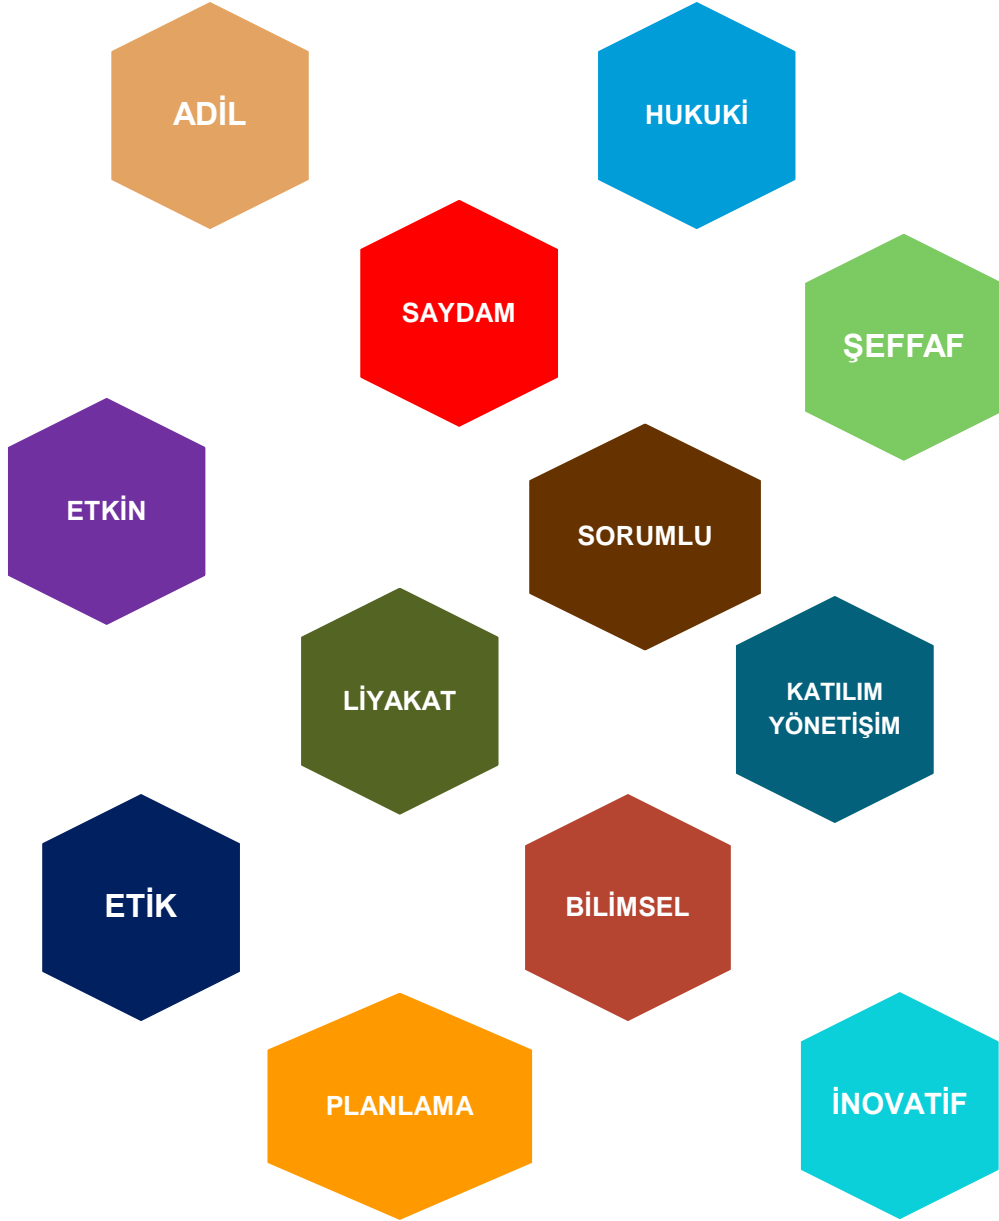 ADİL
HUKUKİ
SAYDAM
ŞEFFAF
ETKİN
SORUMLU
LİYAKAT
KATILIM
YÖNETİŞİM
ETİK
BİLİMSEL
PLANLAMA
İNOVATİF